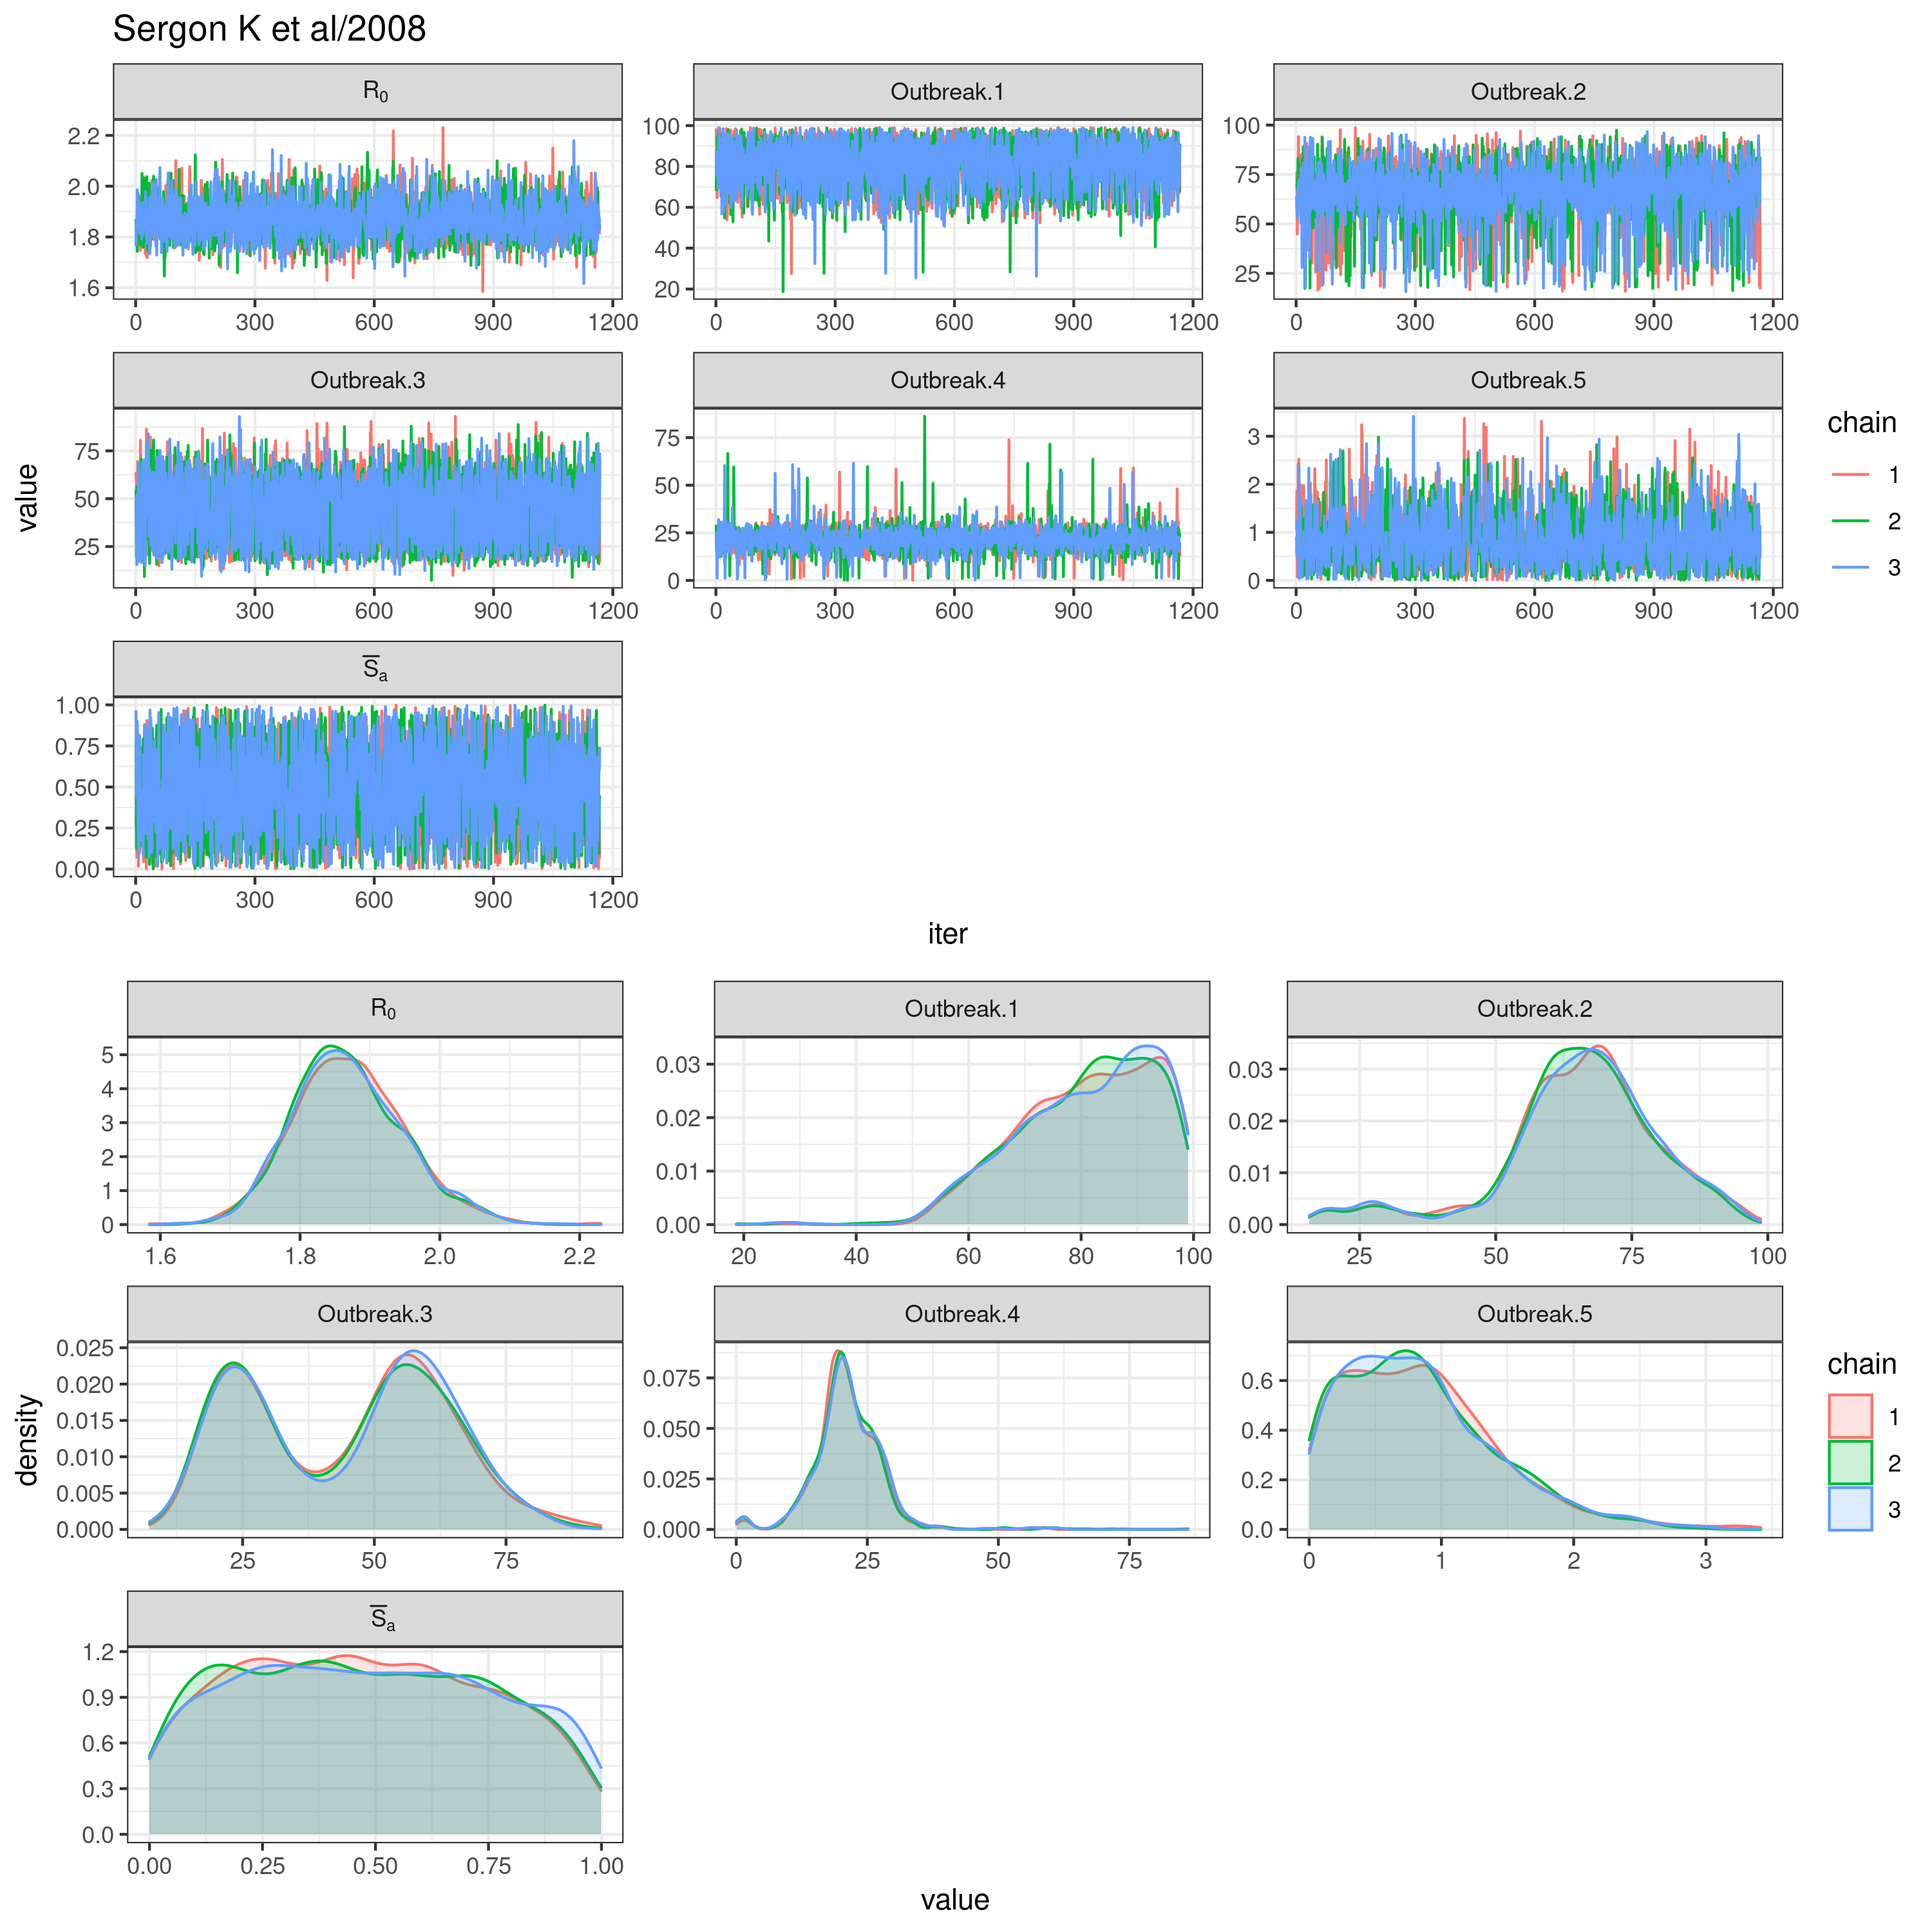 Sergon K et al/2008
R0 Outbreak.1 Outbreak.2
2.2 2.0 1.8 1.6
100 80 60 40 20
100 75 50 25
0 300 600 900 1200 0 300 600 900 1200 0 300 600 900 1200
Outbreak.3 Outbreak.4 Outbreak.5
75 50 25
75 50 25 0
3 2 1 0
0 300 600 900 1200 0 300 600 900 1200 0 300 600 900 1200
S̅a
1.00 0.75 0.50 0.25 0.00
0 300 600 900 1200
value
iter
chain
1
2
3
R0 Outbreak.1 Outbreak.2
5 4 3 2 1 0
0.03 0.02 0.01 0.00
0.03 0.02 0.01 0.00
1.6 1.8 2.0 2.2 20 40 60 80 100 25 50 75 100
Outbreak.3 Outbreak.4 Outbreak.5
0.025 0.020 0.015 0.010 0.005 0.000
0.075 0.050 0.025 0.000
0.6 0.4 0.2 0.0
25 50 75 0 25 50 75 0 1 2 3
S̅a
1.2 0.9 0.6 0.3 0.0
0.00 0.25 0.50 0.75 1.00
density
value
chain
1
2
3